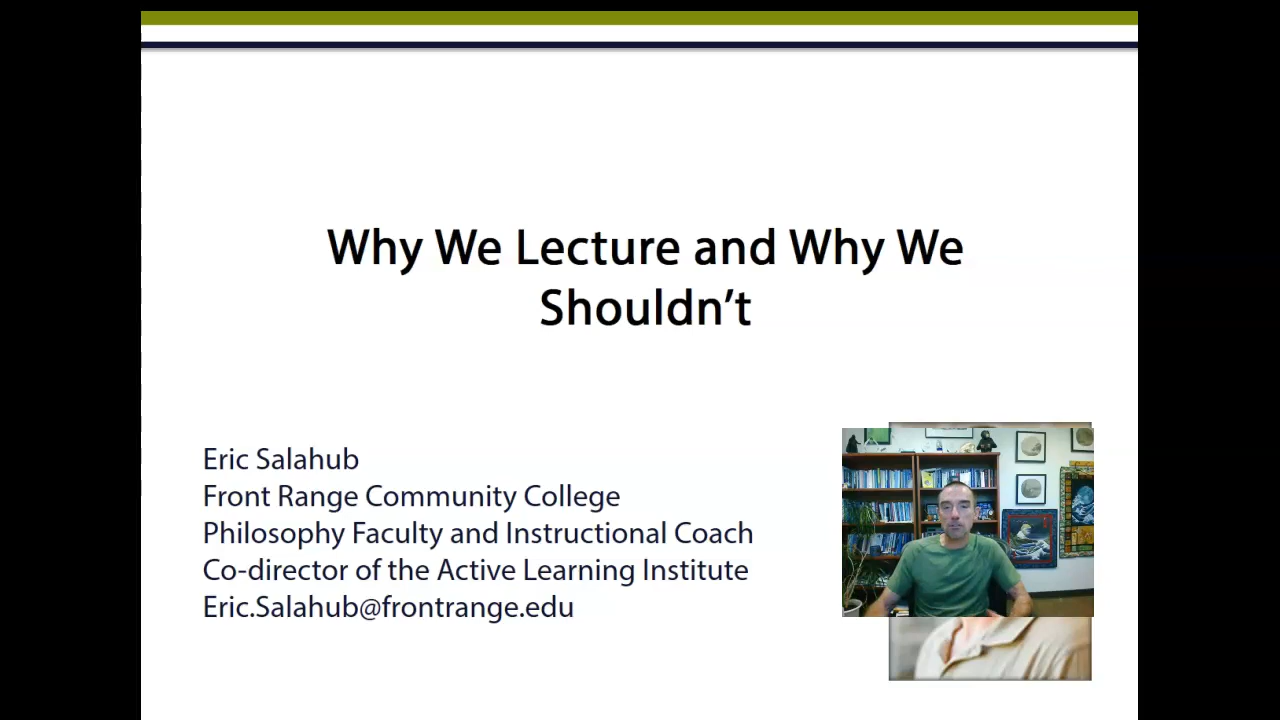 Why We Lecture and Why We
Shouldn't
Eric Salahub
Front Range Community College
Philosophy Faculty and Instructional Coach
Co-director of the Active Learning Institute
Eric.Salahub@frontrange.edu